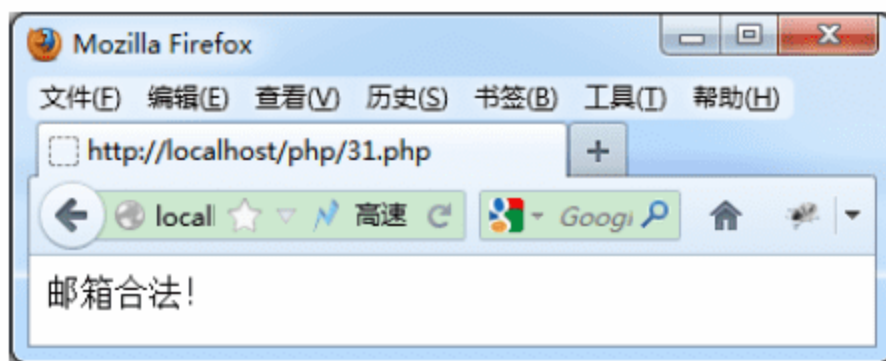 Mozilla Firefox
文件(F) 编辑(E) 查看(V) 历史(S) 书签(B) 工具(T) 帮助(H)
http://localhost/php/31.php +
local 高速 Googl
邮箱合法!